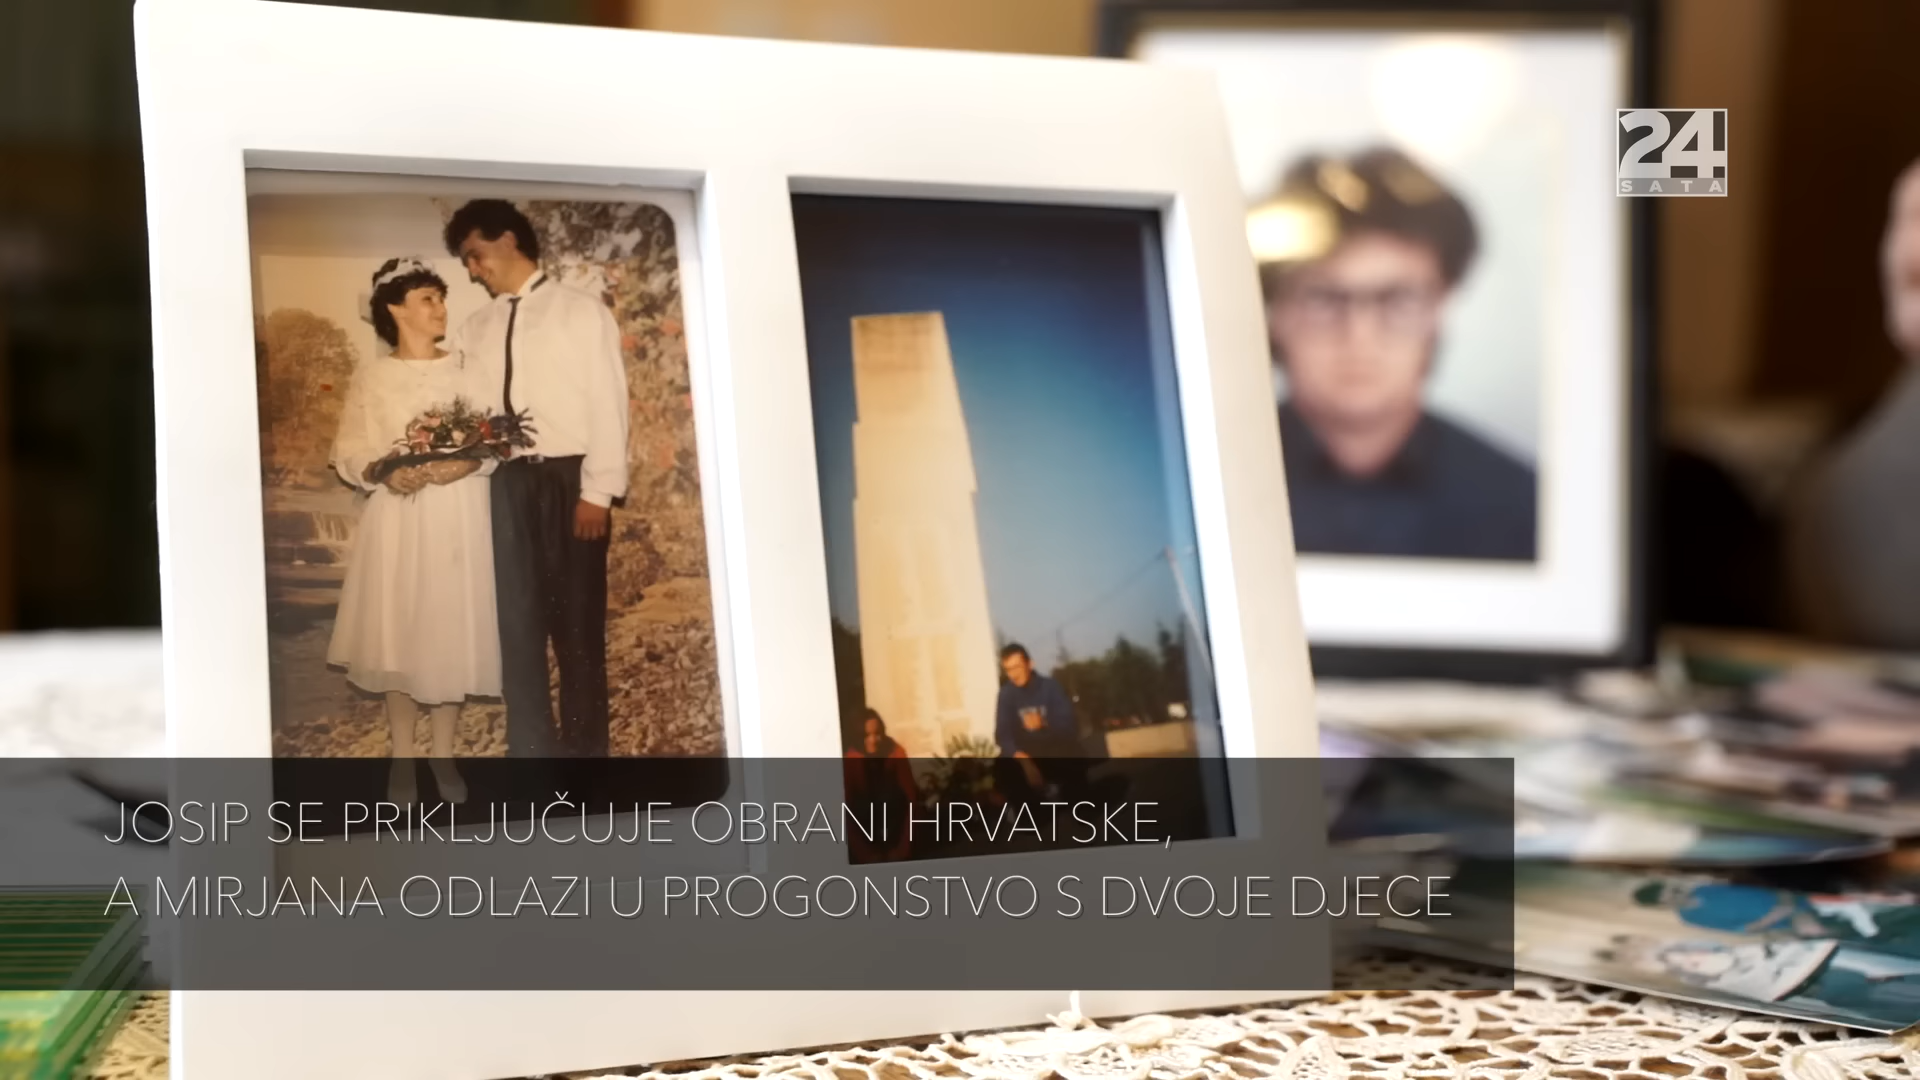 24
SATA
JOSIP SE PRIKLJUČUJE OBRANI HRVATSKE,
A MIRJANA ODLAZI U PROGONSTVO S DVOJE DJECE